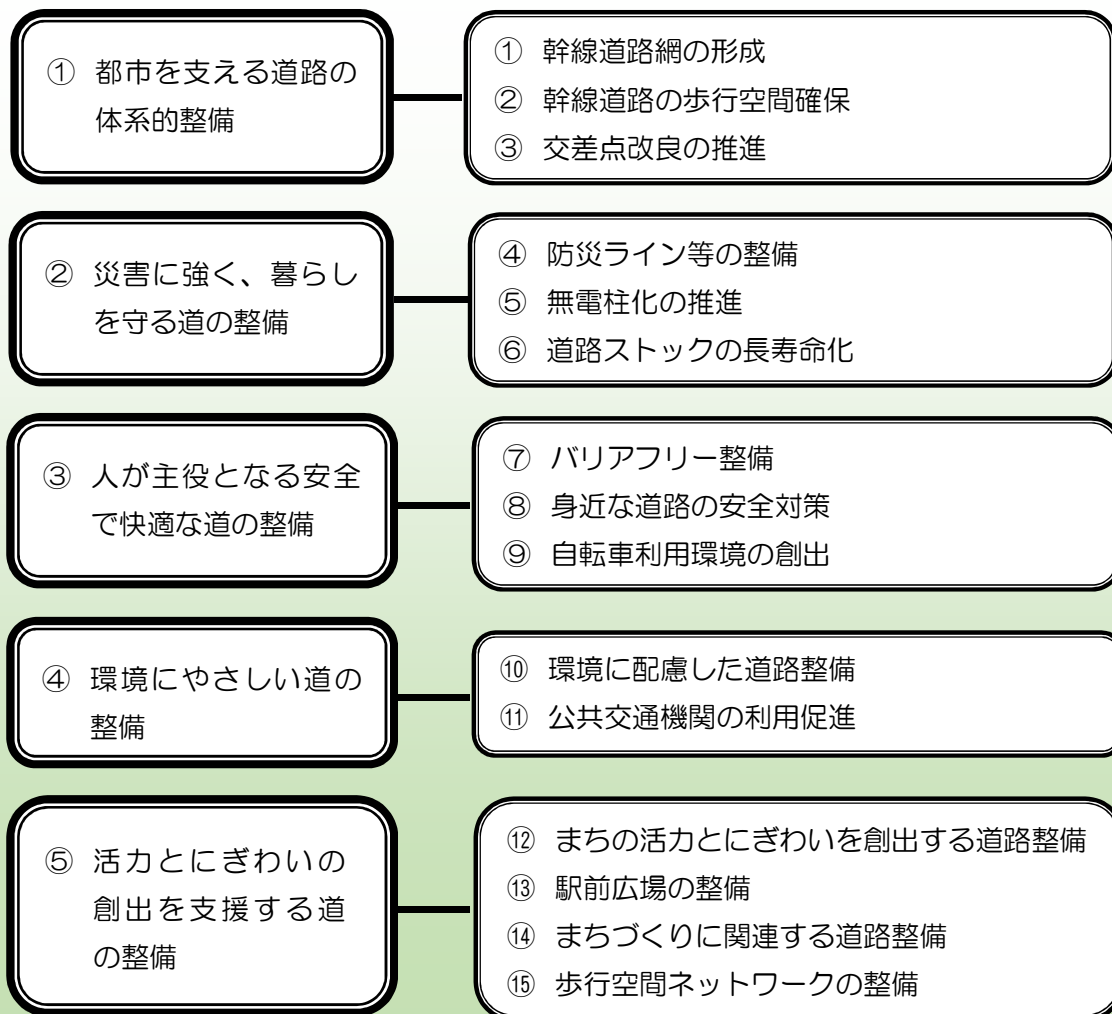 ① 都市を支える道路の
体系的整備
① 幹線道路網の形成
② 幹線道路の歩行空間確保
③ 交差点改良の推進
② 災害に強く、暮らし
を守る道の整備
④ 防災ライン等の整備
⑤ 無電柱化の推進
⑥ 道路ストックの長寿命化
③ 人が主役となる安全
で快適な道の整備
⑦ バリアフリー整備
⑧ 身近な道路の安全対策
⑨ 自転車利用環境の創出
④ 環境にやさしい道の
整備
⑩ 環境に配慮した道路整備
⑪ 公共交通機関の利用促進
⑤ 活力とにぎわいの
創出を支援する道
の整備
⑫ まちの活力とにぎわいを創出する道路整備
⑬ 駅前広場の整備
⑭ まちづくりに関連する道路整備
⑮ 歩行空間ネットワークの整備